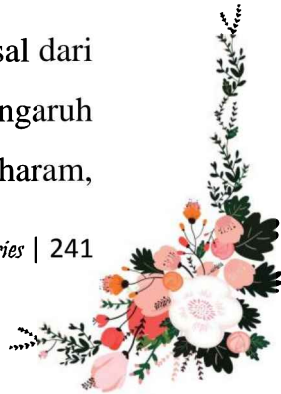 sal dari
ngaruh
haram,
ries | 241